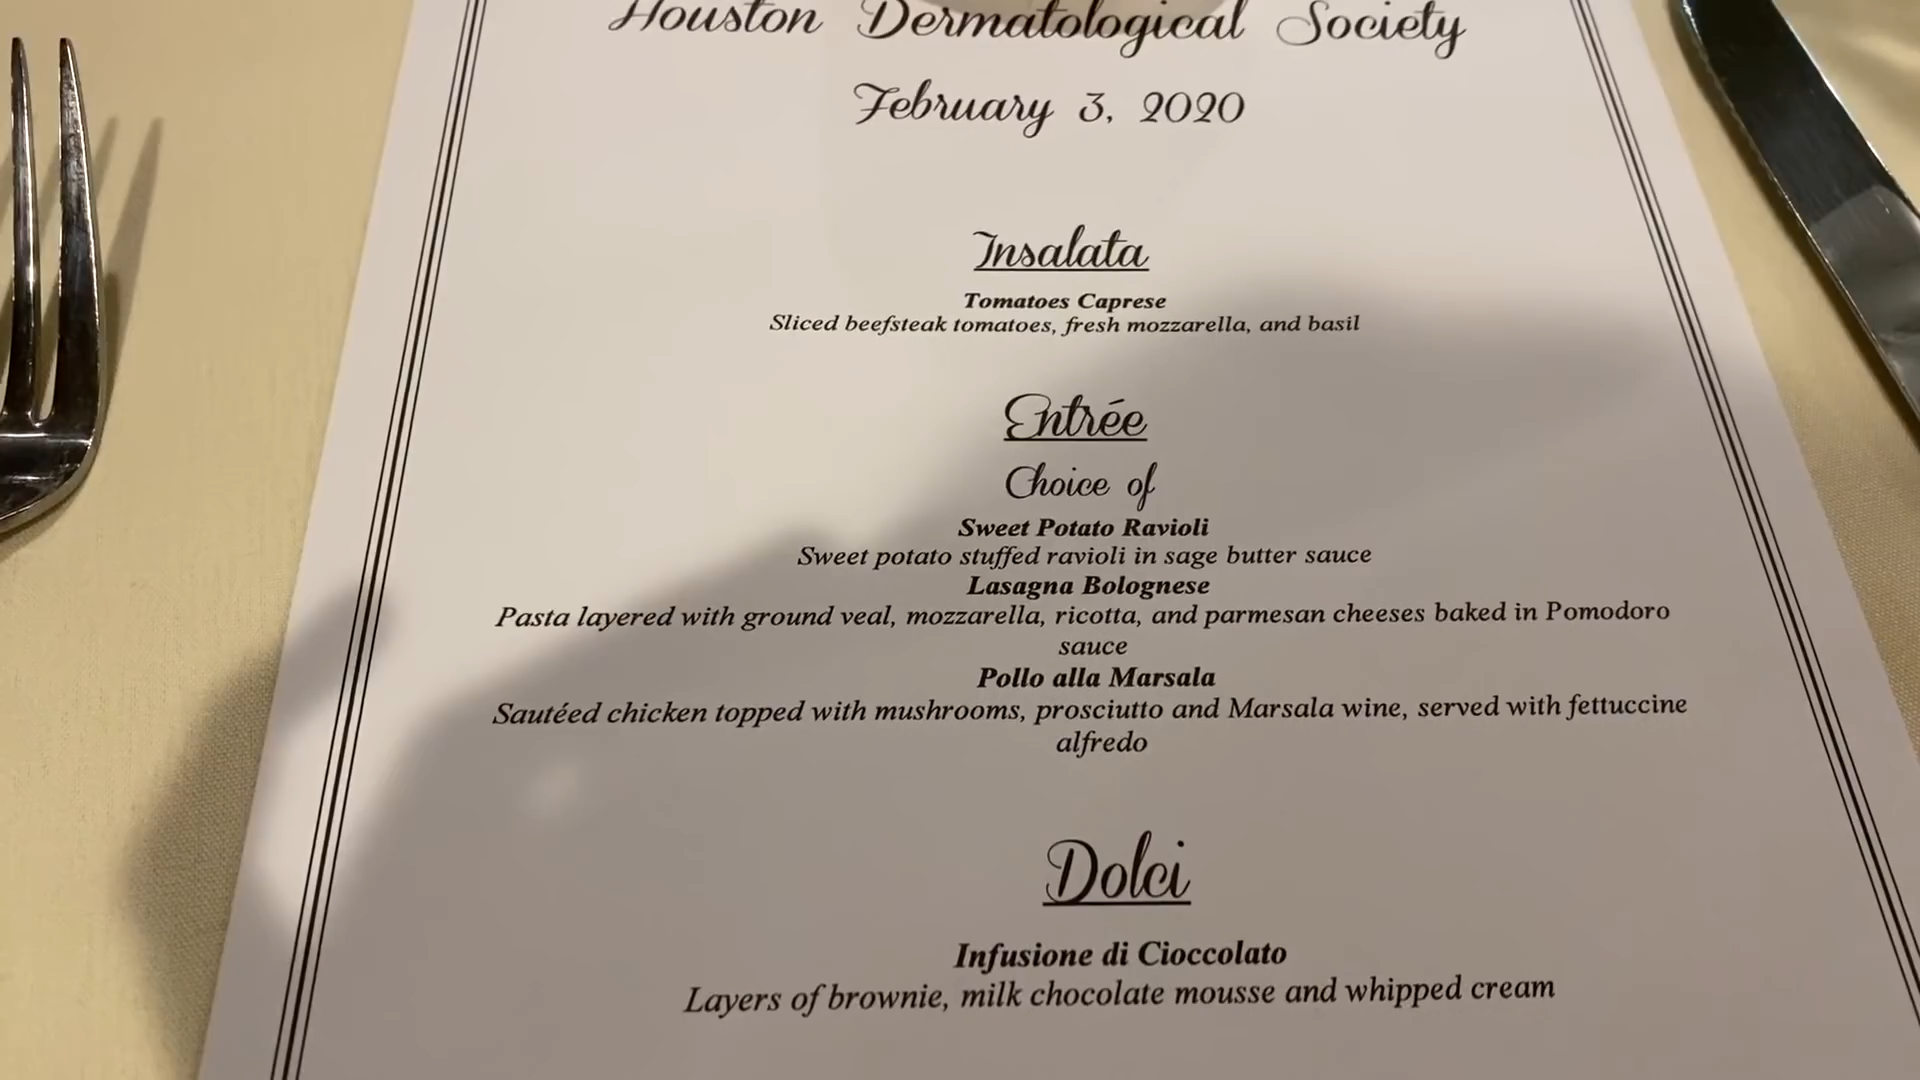 Houston Dermatological Society
February 3, 2020
Insalata
Tomatoes Caprese
Sliced beefsteak tomatoes, fresh mozzarella, and basil
Entrée
Choice of
Sweet Potato Ravioli
Sweet potato stuffed ravioli in sage butter sauce
Lasagna Bolognese
Pasta layered with ground veal, mozzarella, ricotta, and parmesan cheeses baked in Pomodoro
sauce
Pollo alla Marsala
Sautéed chicken topped with mushrooms, prosciutto and Marsala wine, served with fettuccine
alfredo
Dolci
Infusione di Cioccolato
Layers of brownie, milk chocolate mousse and whipped cream